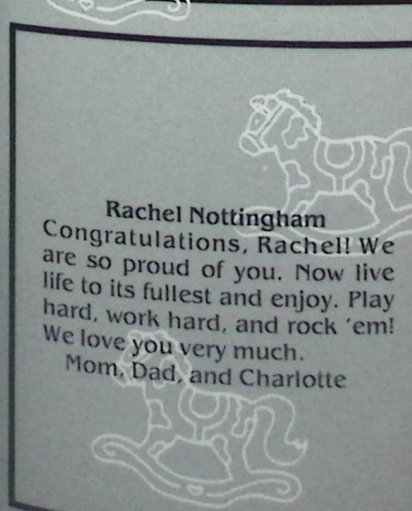 Rachel Nottingham
Congratulations, Rachel! We
are so proud of you. Now live
life to its fullest and enjoy. Play
hard, work hard, and rock 'em!
We love you very much.
Mom, Dad, and Charlotte